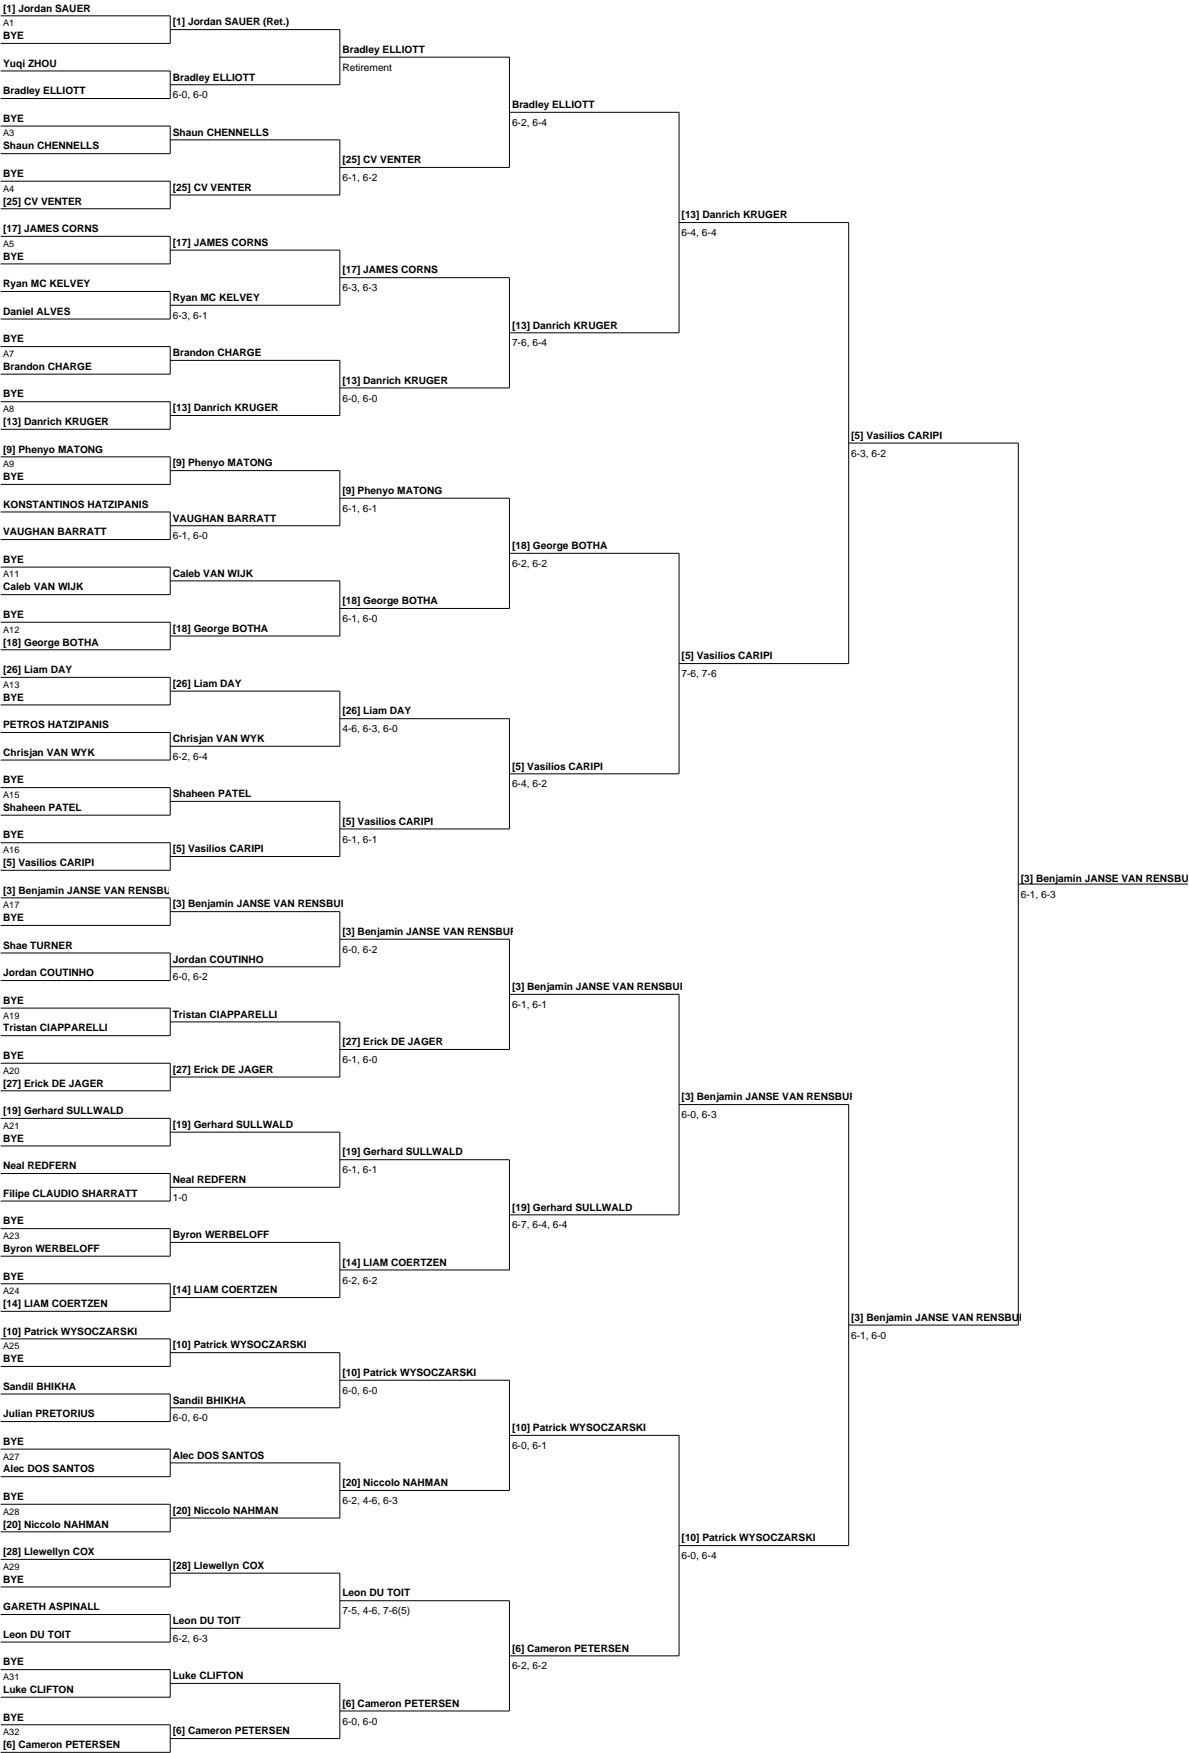 [1] Jordan SAUER
A1
BYE
Yuqi ZHOU
Bradley ELLIOTT
BYE
A3
Shaun CHENNELLS
BYE
A4
[25] CV VENTER
[17] JAMES CORNS
A5
BYE
Ryan MC KELVEY
Daniel ALVES
BYE
A7
Brandon CHARGE
BYE
A8
[13] Danrich KRUGER
[9] Phenyo MATONG
A9
BYE
KONSTANTINOS HATZIPANIS
VAUGHAN BARRATT
BYE
A11
Caleb VAN WIJK
BYE
A12
[18] George BOTHA
[26] Liam DAY
A13
BYE
PETROS HATZIPANIS
Chrisjan VAN WYK
BYE
A15
Shaheen PATEL
BYE
A16
[5] Vasilios CARIPI
[3] Benjamin JANSE VAN RENSBU
A17
BYE
Shae TURNER
Jordan COUTINHO
BYE
A19
Tristan CIAPPARELLI
BYE
A20
[27] Erick DE JAGER
[19] Gerhard SULLWALD
A21
BYE
Neal REDFERN
Filipe CLAUDIO SHARRATT
BYE
A23
Byron WERBELOFF
BYE
A24
[14] LIAM COERTZEN
[10] Patrick WYSOCZARSKI
A25
BYE
Sandil BHIKHA
Julian PRETORIUS
BYE
A27
Alec DOS SANTOS
BYE
A28
[20] Niccolo NAHMAN
[28] Llewellyn COX
A29
BYE
GARETH ASPINALL
Leon DU TOIT
BYE
A31
Luke CLIFTON
BYE
A32
[6] Cameron PETERSEN
[1] Jordan SAUER (Ret.)
Bradley ELLIOTT
6-0, 6-0
Shaun CHENNELLS
[25] CV VENTER
[17] JAMES CORNS
Ryan MC KELVEY
6-3, 6-1
Brandon CHARGE
[13] Danrich KRUGER
[9] Phenyo MATONG
VAUGHAN BARRATT
6-1, 6-0
Caleb VAN WIJK
[18] George BOTHA
[26] Liam DAY
Chrisjan VAN WYK
6-2, 6-4
Shaheen PATEL
[5] Vasilios CARIPI
[3] Benjamin JANSE VAN RENSBU
Jordan COUTINHO
6-0, 6-2
Tristan CIAPPARELLI
[27] Erick DE JAGER
[19] Gerhard SULLWALD
Neal REDFERN
1-0
Byron WERBELOFF
[14] LIAM COERTZEN
[10] Patrick WYSOCZARSKI
Sandil BHIKHA
6-0, 6-0
Alec DOS SANTOS
[20] Niccolo NAHMAN
[28] Llewellyn COX
Leon DU TOIT
6-2, 6-3
Luke CLIFTON
[6] Cameron PETERSEN
Bradley ELLIOTT
Retirement
[25] CV VENTER
6-1, 6-2
[17] JAMES CORNS
6-3, 6-3
[13] Danrich KRUGER
6-0, 6-0
[9] Phenyo MATONG
6-1, 6-1
[18] George BOTHA
6-1, 6-0
[26] Liam DAY
4-6, 6-3, 6-0
[5] Vasilios CARIPI
6-1, 6-1
[3] Benjamin JANSE VAN RENSBU
6-0, 6-2
[27] Erick DE JAGER
6-1, 6-0
[19] Gerhard SULLWALD
6-1, 6-1
[14] LIAM COERTZEN
6-2, 6-2
[10] Patrick WYSOCZARSKI
6-0, 6-0
[20] Niccolo NAHMAN
6-2, 4-6, 6-3
Leon DU TOIT
7-5, 4-6, 7-6(5)
[6] Cameron PETERSEN
6-0, 6-0
Bradley ELLIOTT
6-2, 6-4
[13] Danrich KRUGER
7-6, 6-4
[18] George BOTHA
6-2, 6-2
[5] Vasilios CARIPI
6-4, 6-2
[3] Benjamin JANSE VAN RENSBU
6-1, 6-1
[19] Gerhard SULLWALD
6-7, 6-4, 6-4
[10] Patrick WYSOCZARSKI
6-0, 6-1
[6] Cameron PETERSEN
6-2, 6-2
[13] Danrich KRUGER
6-4, 6-4
[5] Vasilios CARIPI
7-6, 7-6
[3] Benjamin JANSE VAN RENSBU
6-0, 6-3
[10] Patrick WYSOCZARSKI
6-0, 6-4
[5] Vasilios CARIPI
6-3, 6-2
[3] Benjamin JANSE VAN RENSBU
6-1, 6-0
[3] Benjamin JANSE VAN RENSBU
6-1, 6-3